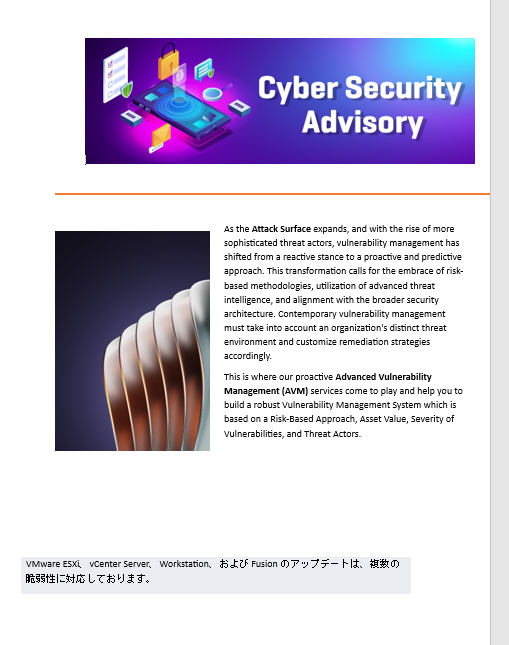 Cyber Security
Advisory
As the Attack Surface expands, and with the rise of more
sophisticated threat actors, vulnerability management has
shifted from a reactive stance to a proactive and predictive
approach. This transformation calls for the embrace of risk-
based methodologies, utilization of advanced threat
intelligence, and alignment with the broader security
architecture. Contemporary vulnerability management
must take into account an organization's distinct threat
environment and customize remediation strategies
accordingly.
This is where our proactive Advanced Vulnerability
Management (AVM) services come to play and help you to
build a robust Vulnerability Management System which is
based on a Risk-Based Approach, Asset Value, Severity of
Vulnerabilities, and Threat Actors.
VMware ESXi、vCenter Server、Workstation、および Fusion のアップデートは、複数の
脆弱性に対応しております。